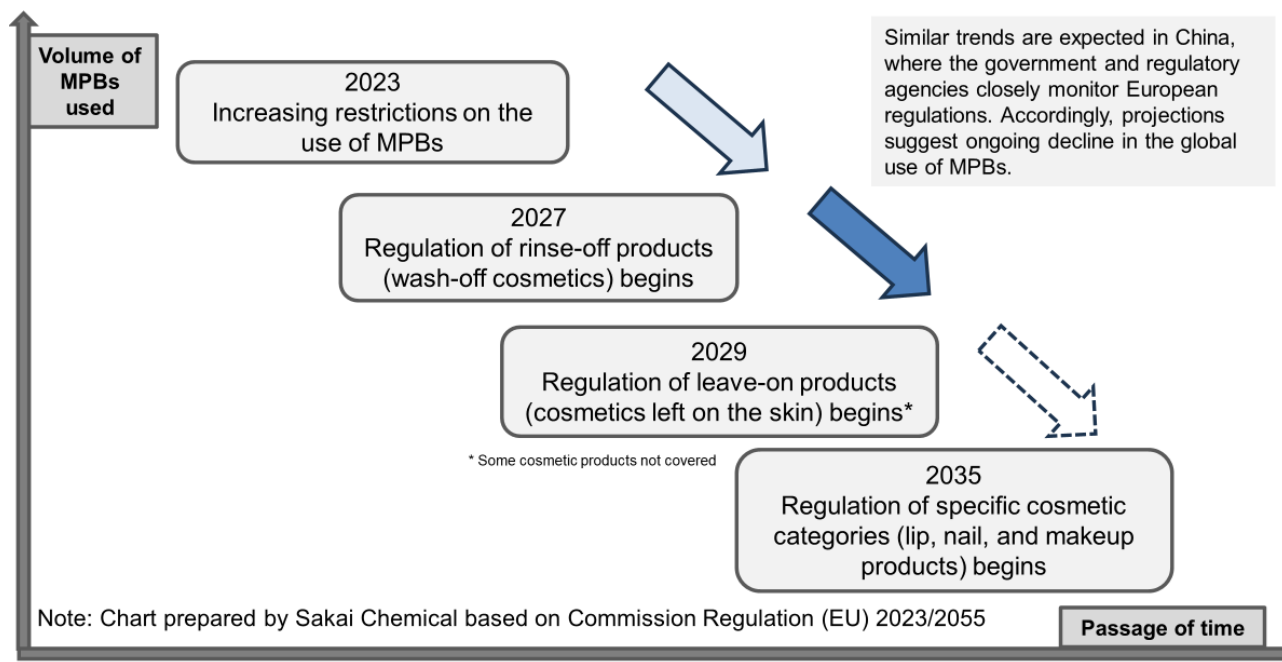 Volume of
MPBs
used
2023
Increasing restrictions on the
use of MPBs
Similar trends are expected in China,
where the government and regulatory
agencies closely monitor European
regulations. Accordingly, projections
suggest ongoing decline in the global
use of MPBs.
2027
Regulation of rinse-off products
(wash-off cosmetics) begins
2029
Regulation of leave-on products
(cosmetics left on the skin) begins*
* Some cosmetic products not covered
2035
Regulation of specific cosmetic
categories (lip, nail, and makeup
products) begins
Note: Chart prepared by Sakai Chemical based on Commission Regulation (EU) 2023/2055
Passage of time